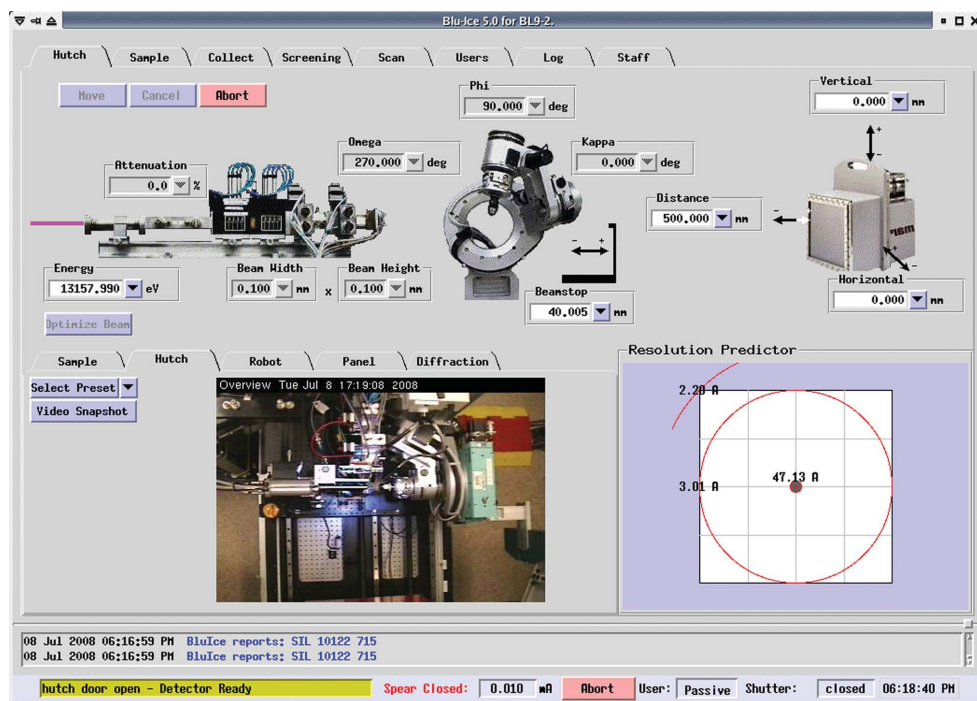 Blu-Ice 5.0 for BL9-2.
Hutch Sample Collect Screening Scan Users Log Staff
Move Cancel Abort
Phi
90.000 deg
Vertical
0.000 mm
Omega
270.000 deg
Kappa
0.000 deg
Attenuation
0.0 %
Distance
500.000 mm
+
-
- +
-
+
-
mar
Energy
13157.990 eV
Beam Width
0.100 mm
x
Beam Height
0.100 mm
Beamstop
40.005 mm
Horizontal
0.000 mm
Optimize Beam
Sample Hutch Robot Panel Diffraction
Select Preset
Video Snapshot
Overview Tue Jul 8 17:19:08 2008
Resolution Predictor
2.20 A
47.13 A
3.01 A
08 Jul 2008 06:16:59 PM BluIce reports: SIL 10122 715
08 Jul 2008 06:16:59 PM BluIce reports: SIL 10122 715
hutch door open - Detector Ready Spear Closed: 0.010 mA Abort User: Passive Shutter: closed 06:18:40 PM